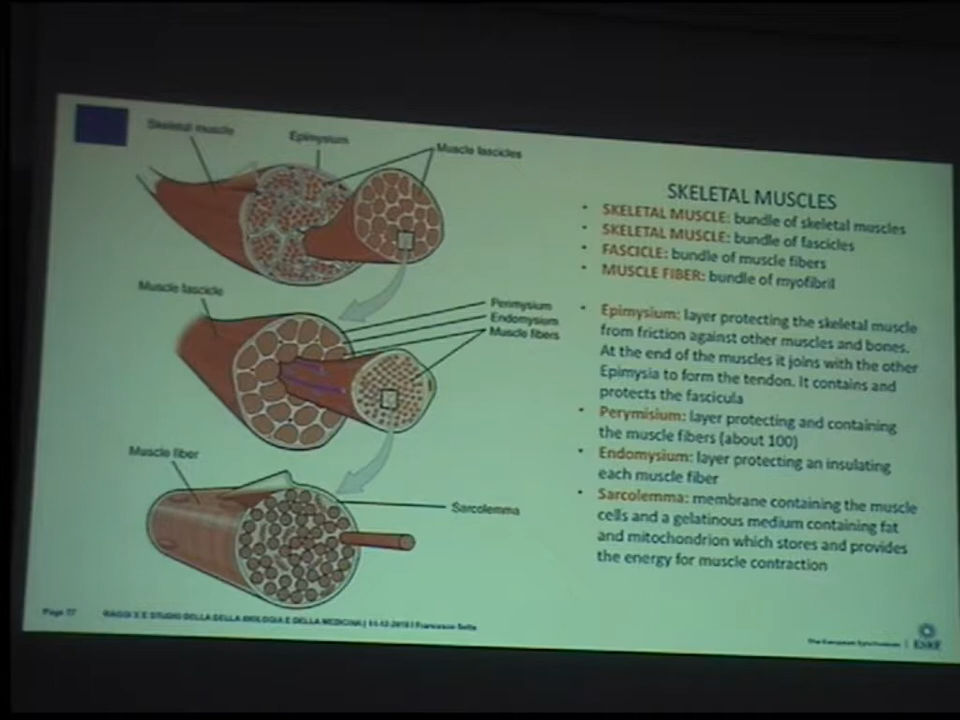 Skeletal muscle
Epimysium
Muscle fascicles
Muscle fascicle
Perimysium
Endomysium
Muscle fibers
Muscle fiber
Sarcolemma
SKELETAL MUSCLES
• SKELETAL MUSCLE: bundle of skeletal muscles
• SKELETAL MUSCLE: bundle of fascicles
• FASCICLE: bundle of muscle fibers
• MUSCLE FIBER: bundle of myofibril
• Epimysium: layer protecting the skeletal muscle
from friction against other muscles and bones.
At the end of the muscles it joins with the other
Epimysia to form the tendon. It contains and
protects the fascicula
• Perymisium: layer protecting and containing
the muscle fibers (about 100)
• Endomysium: layer protecting an insulating
each muscle fiber
• Sarcolemma: membrane containing the muscle
cells and a gelatinous medium containing fat
and mitochondrion which stores and provides
the energy for muscle contraction
Page
RAGGI X E STUDIO DELLA DELLA BIOLOGIA E DELLA MEDICINA | Francesco Sette
The European Synchrotron | ESRF